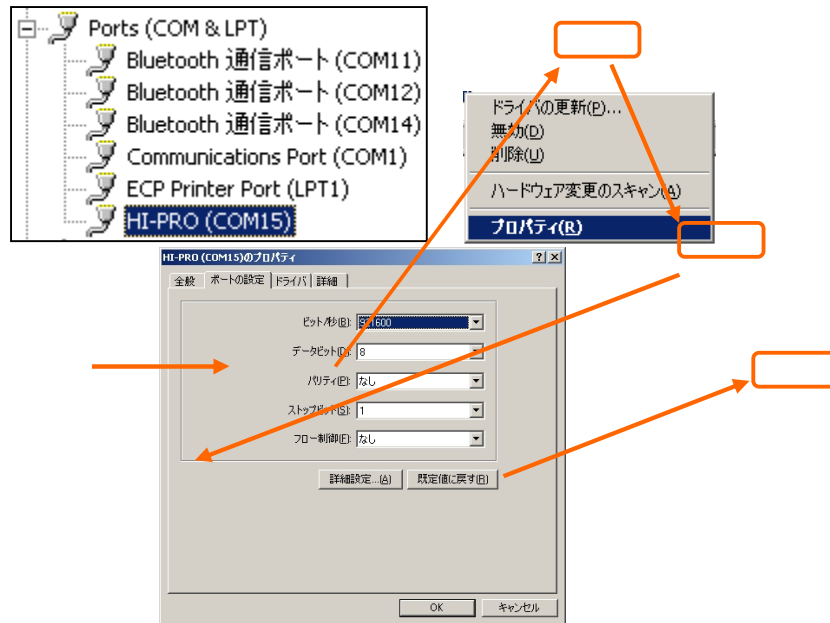 Ports (COM & LPT)
Bluetooth 通信ポート (COM11)
Bluetooth 通信ポート (COM12)
Bluetooth 通信ポート (COM14)
Communications Port (COM1)
ECP Printer Port (LPT1)
HI-PRO (COM15)
ドライバの更新(P)...
無効(D)
削除(U)
ハードウェア変更のスキャン(A)
プロパティ(R)
HI-PRO (COM15)のプロパティ
全般 ポートの設定 ドライバ 詳細
ビット/秒(B):
データビット(D): 8
パリティ(P): なし
ストップビット(S): 1
フロー制御(F): なし
詳細設定...(A) 既定値に戻す(R)
OK キャンセル